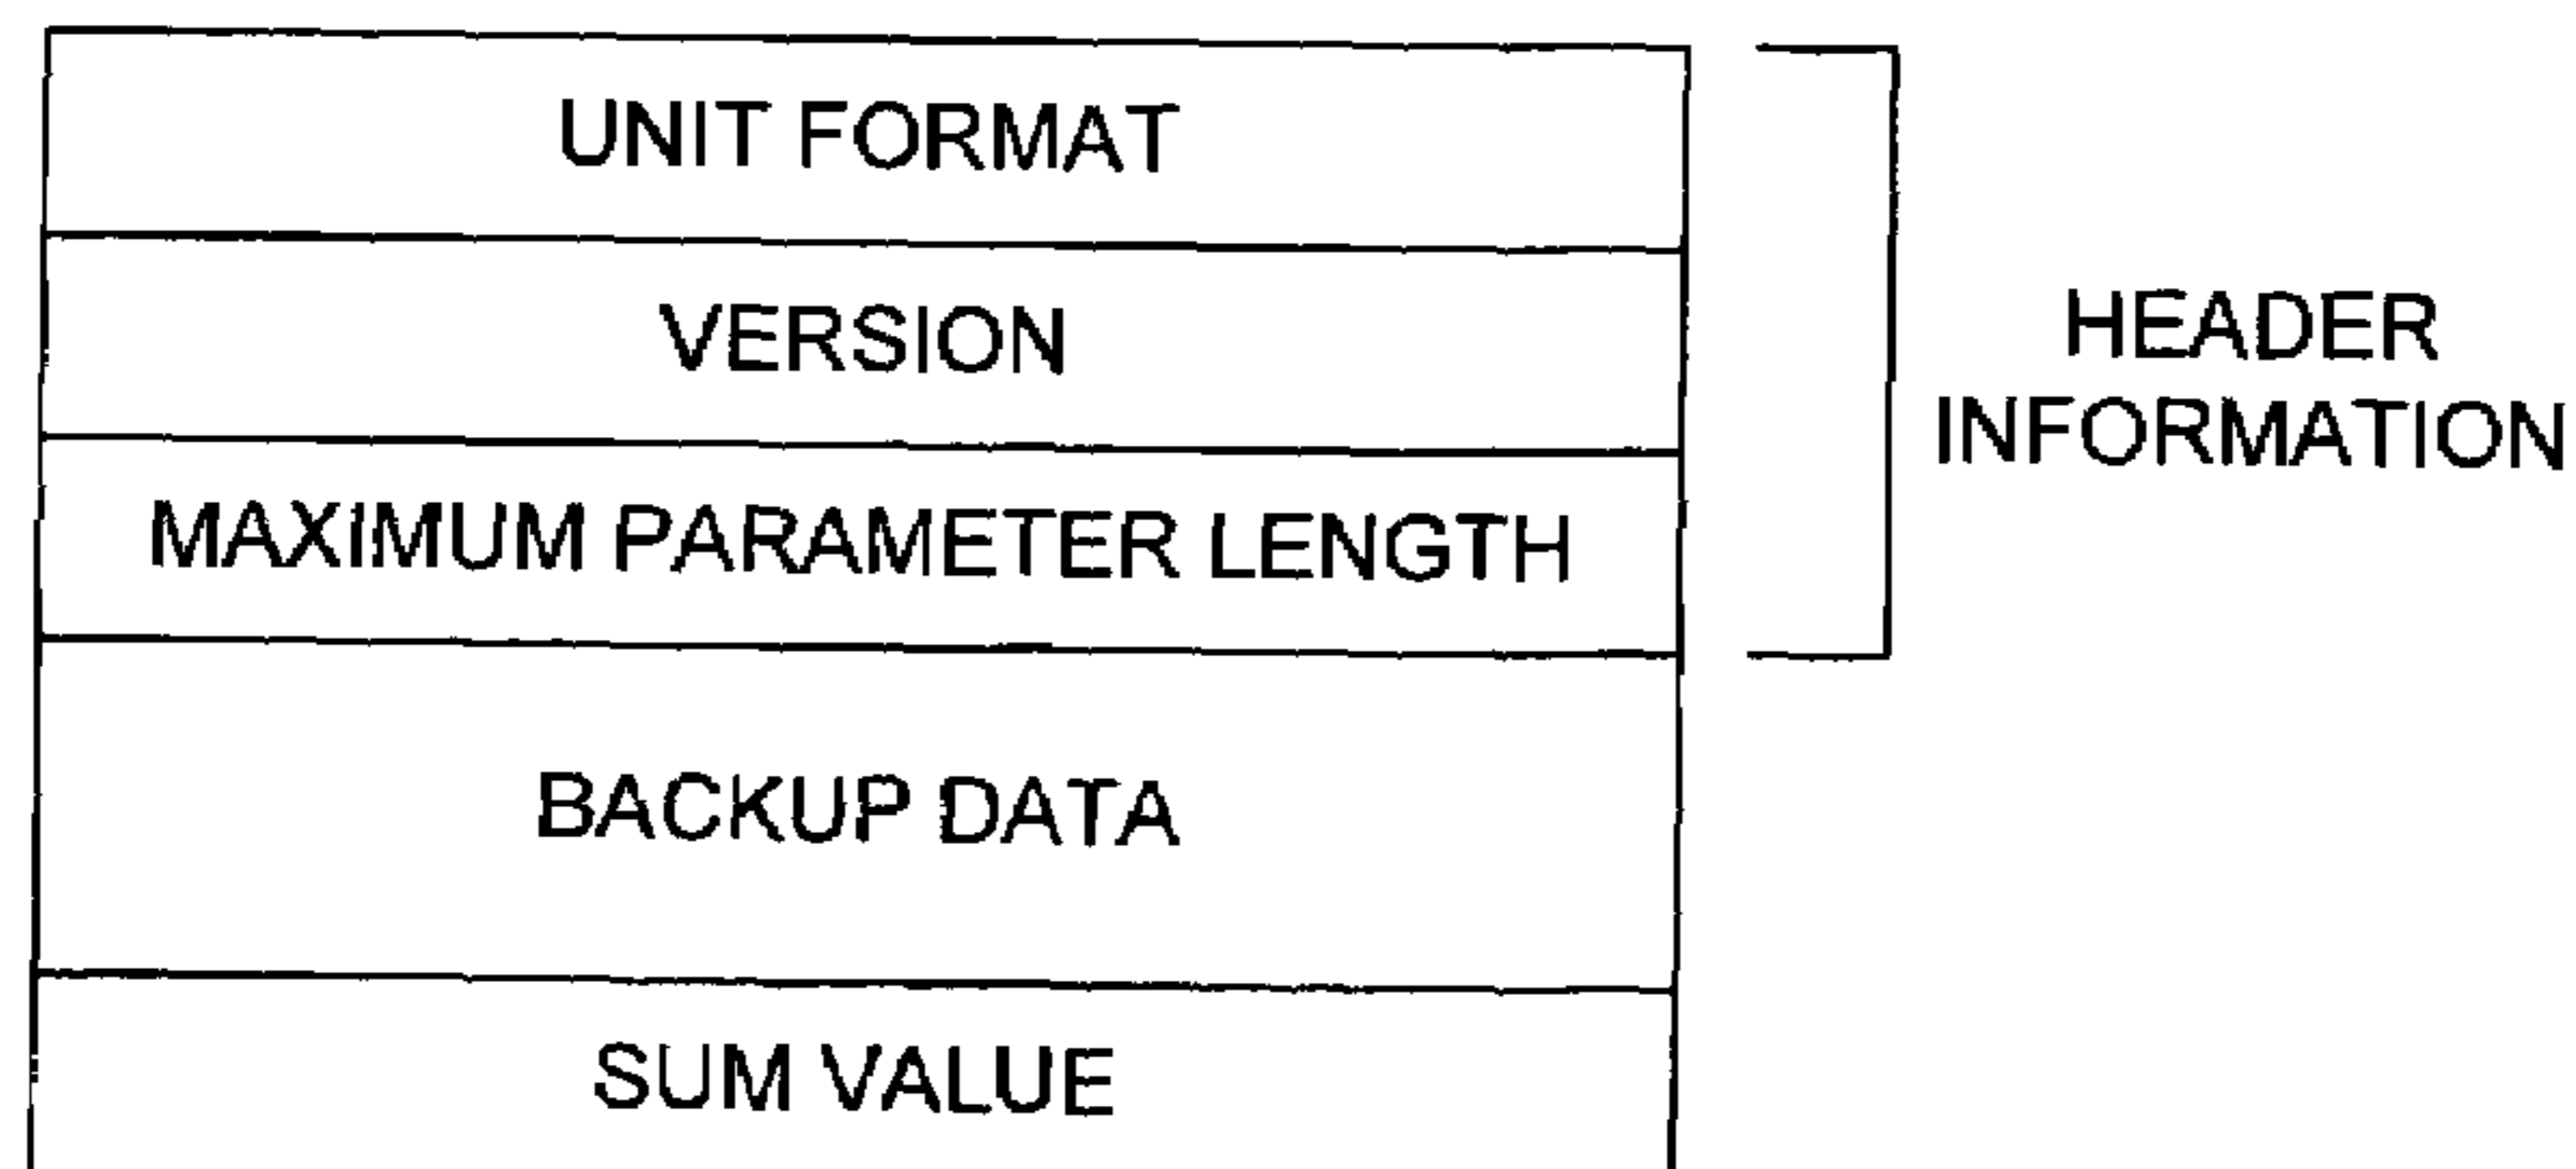 UNIT FORMAT
VERSION
MAXIMUM PARAMETER LENGTH
BACKUP DATA
SUM VALUE
HEADER
INFORMATION